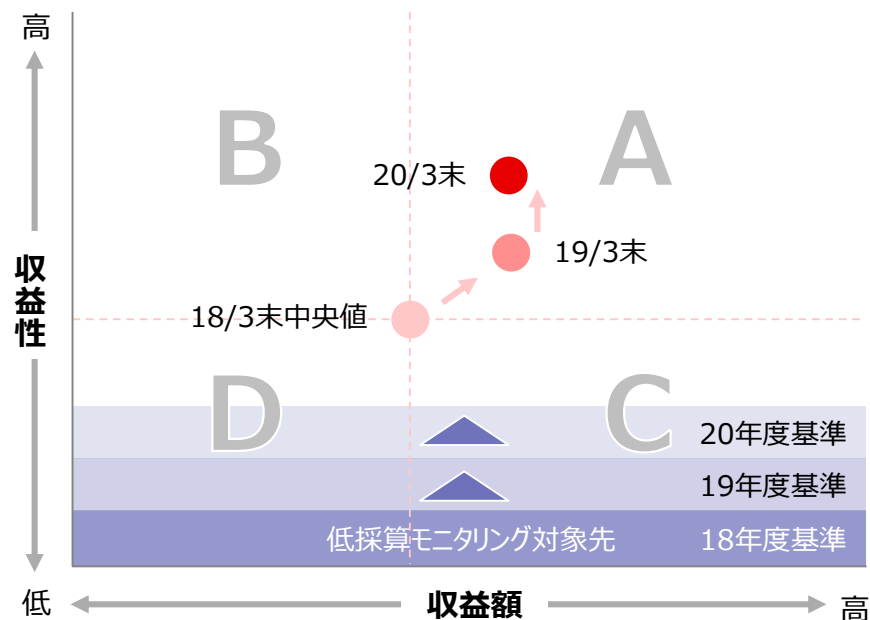 高
B
A
20/3末
19/3末
収益性
18/3末中央値
D
C
20年度基準
19年度基準
低採算モニタリング対象先
18年度基準
低
収益額
高